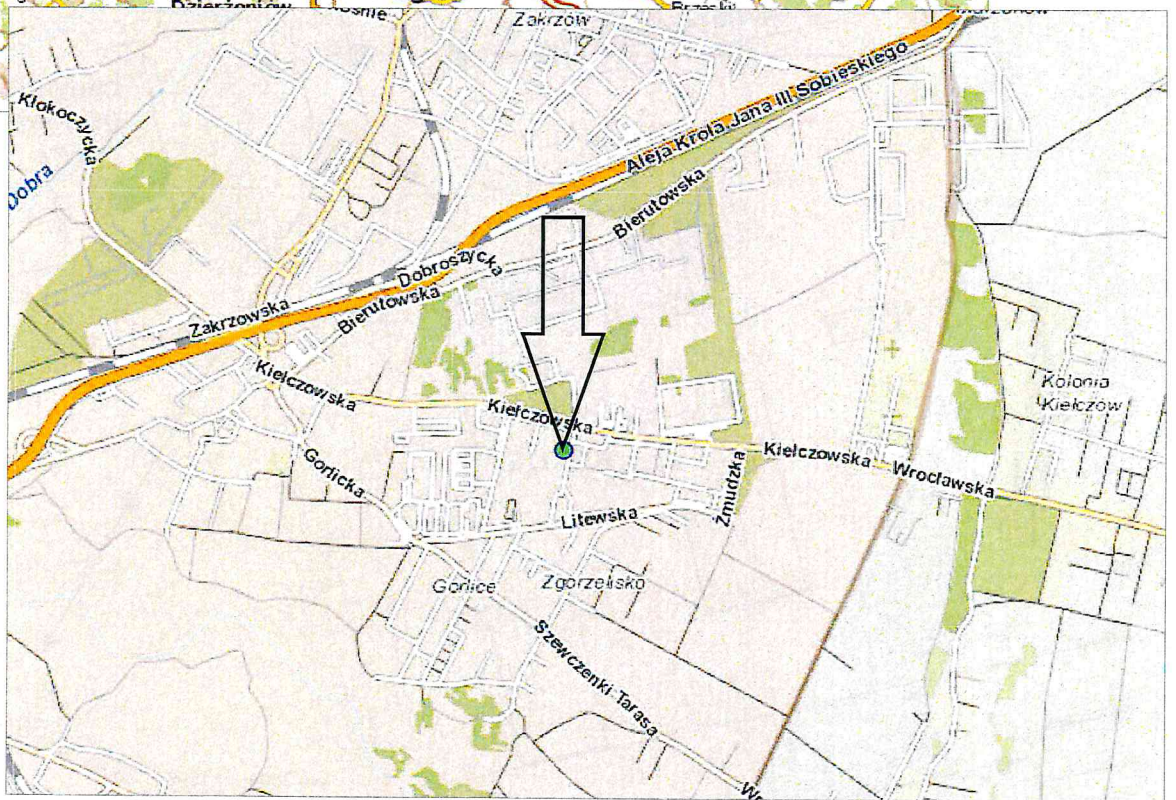 Dzierżoniów
Zakrzów
Kłokoczycka
Dobra
Aleja Króla Jana III Sobieskiego
Bierutowska
Dobroszycka
Bierutowska
Zakrzowska
Kiełczowska
Kiełczowska
Kolonia
Kiełczów
Kiełczowska
Wrocławska
Gorlicka
Żmudzka
Litewska
Gorlice
Zgorzelisko
Szewczenki Tarasa